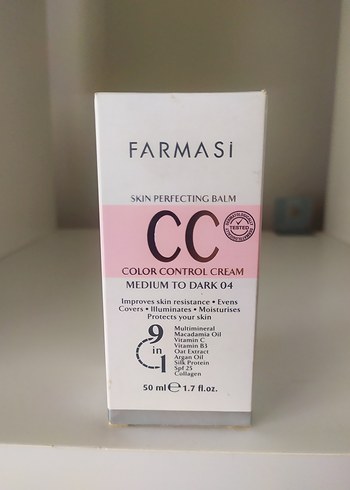 FARMASi
SKIN PERFECTING BALM
CC
TESTED
COLOR CONTROL CREAM
MEDIUM TO DARK 04
Improves skin resistance • Evens
Covers • Illuminates • Moisturises
Protects your skin
9 in 1
Multimineral
Macadamia Oil
Vitamin C
Vitamin B3
Oat Extract
Argan Oil
Silk Protein
Spf 25
Collagen
50 ml ℮ 1.7 fl.oz.